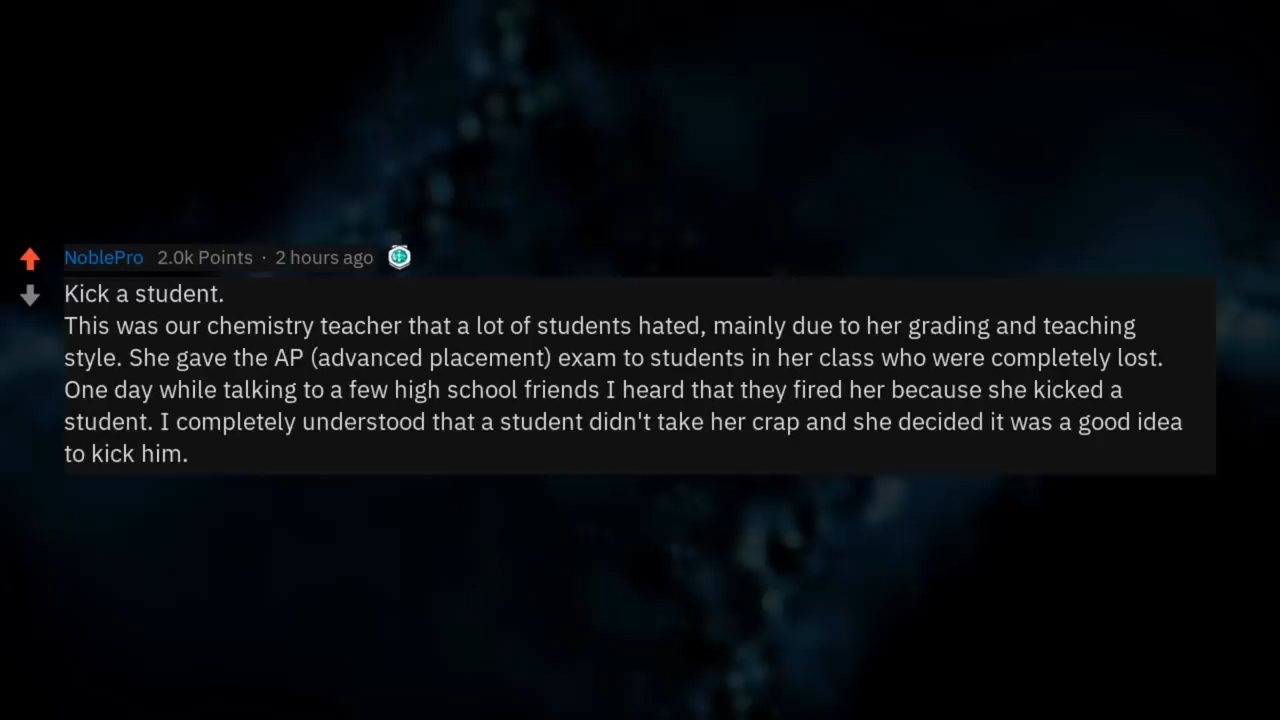 NoblePro 2.0k Points · 2 hours ago
Kick a student.
This was our chemistry teacher that a lot of students hated, mainly due to her grading and teaching
style. She gave the AP (advanced placement) exam to students in her class who were completely lost.
One day while talking to a few high school friends I heard that they fired her because she kicked a
student. I completely understood that a student didn't take her crap and she decided it was a good idea
to kick him.